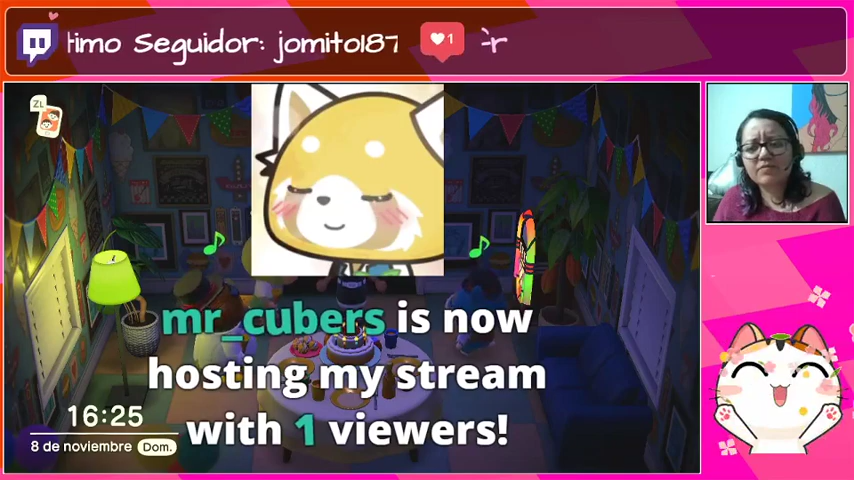 timo Seguidor: jomito187
1
ZL
mr_cubers is now
hosting my stream
with 1 viewers!
16:25
8 de noviembre Dom.